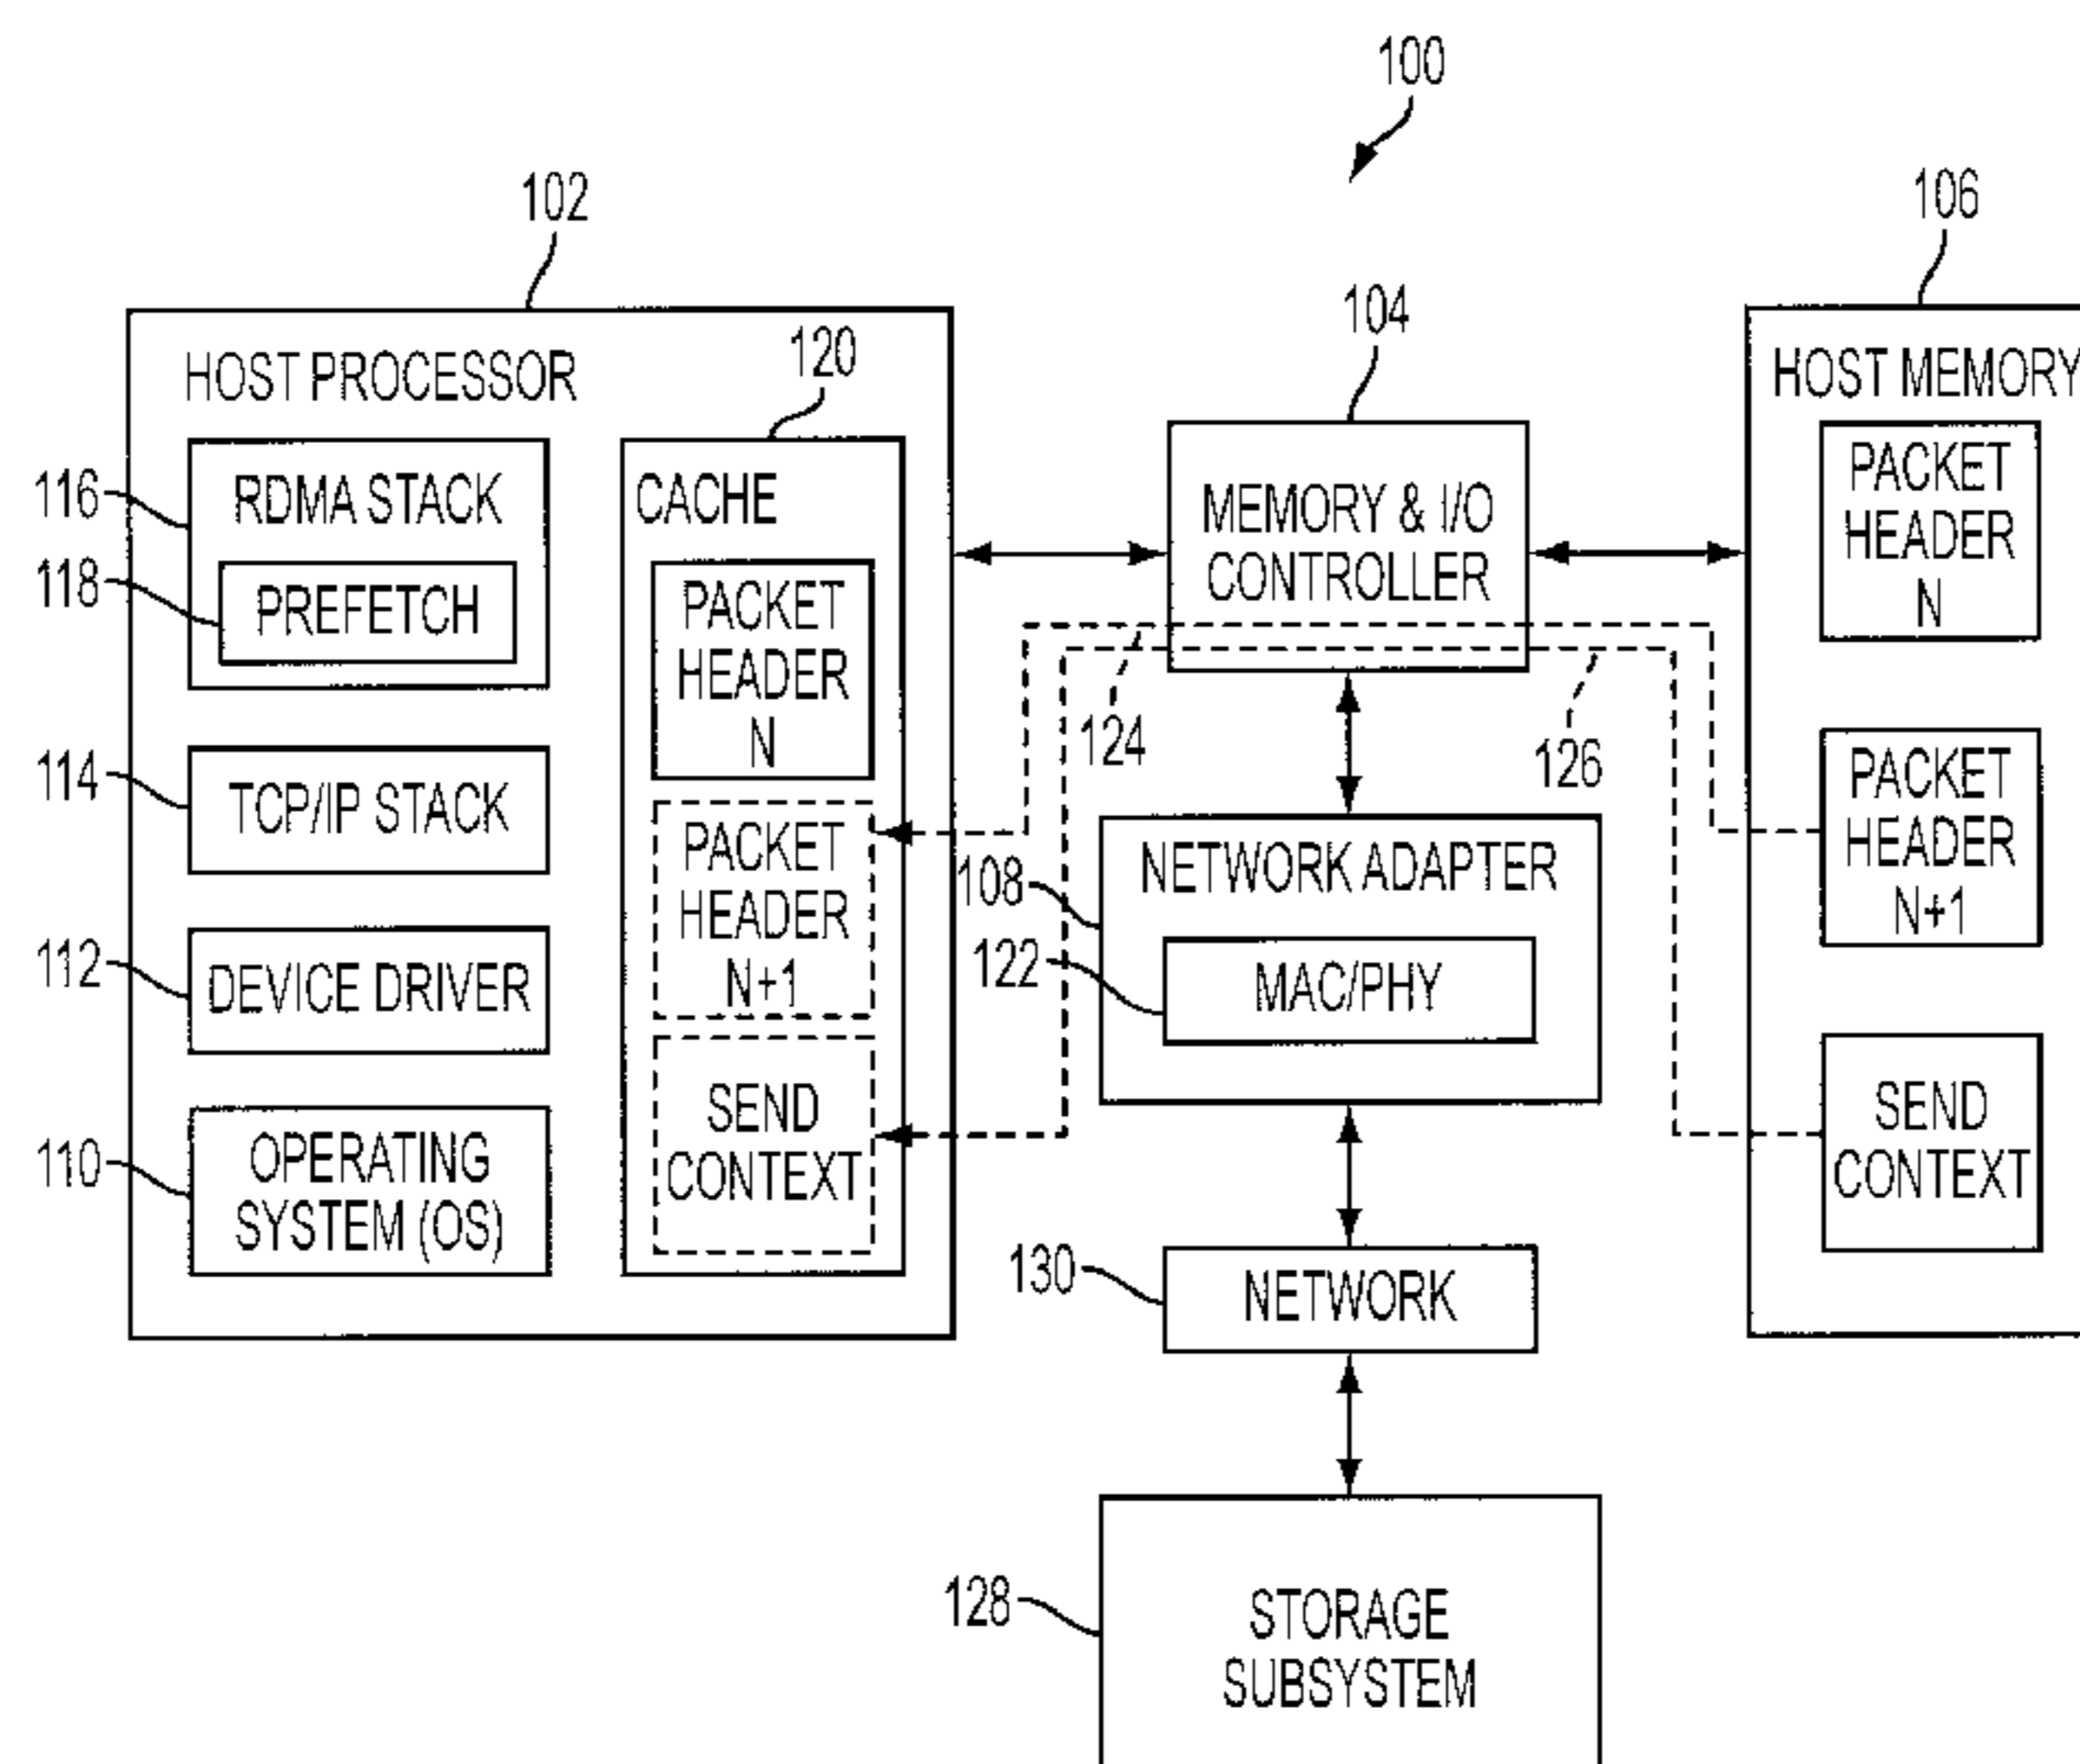 100
102
106
104
HOST PROCESSOR
120
HOST MEMORY
116
RDMA STACK
118
PREFETCH
CACHE
PACKET
HEADER
N
PACKET
HEADER
N+1
SEND
CONTEXT
114
TCP/IP STACK
112
DEVICE DRIVER
110
OPERATING
SYSTEM (OS)
MEMORY & I/O
CONTROLLER
124
126
108
NETWORK ADAPTER
122
MAC/PHY
130
NETWORK
128
STORAGE
SUBSYSTEM
PACKET
HEADER
N
PACKET
HEADER
N+1
SEND
CONTEXT